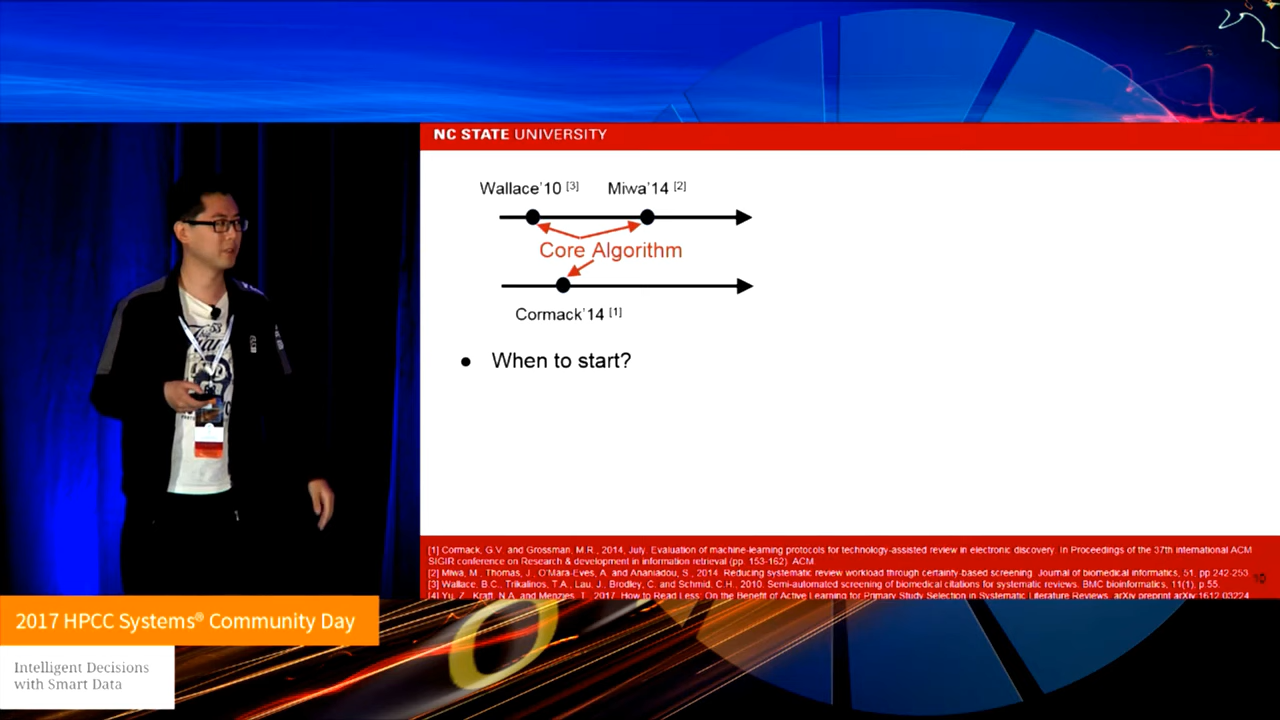 NC STATE UNIVERSITY
Wallace'10 [3] Miwa'14 [2]
Core Algorithm
Cormack'14 [1]
● When to start?
[1] Cormack, G.V. and Grossman, M.R., 2014, July. Evaluation of machine-learning protocols for technology-assisted review in electronic discovery. In Proceedings of the 37th international ACM
SIGIR conference on Research & development in information retrieval (pp. 153-162). ACM.
[2] Miwa, M., Thomas, J., O'Mara-Eves, A. and Ananiadou, S., 2014. Reducing systematic review workload through certainty-based screening. Journal of biomedical informatics, 51, pp.242-253.
[3] Wallace, B.C., Trikalinos, T.A., Lau, J., Brodley, C. and Schmid, C.H., 2010. Semi-automated screening of biomedical citations for systematic reviews. BMC bioinformatics, 11(1), p.55.
[4] Yu, Z., Kraft, N.A. and Menzies, T., 2017. How to Read Less: On the Benefit of Active Learning for Primary Study Selection in Systematic Literature Reviews. arXiv preprint arXiv:1612.03224
10
2017 HPCC Systems® Community Day
Intelligent Decisions
with Smart Data